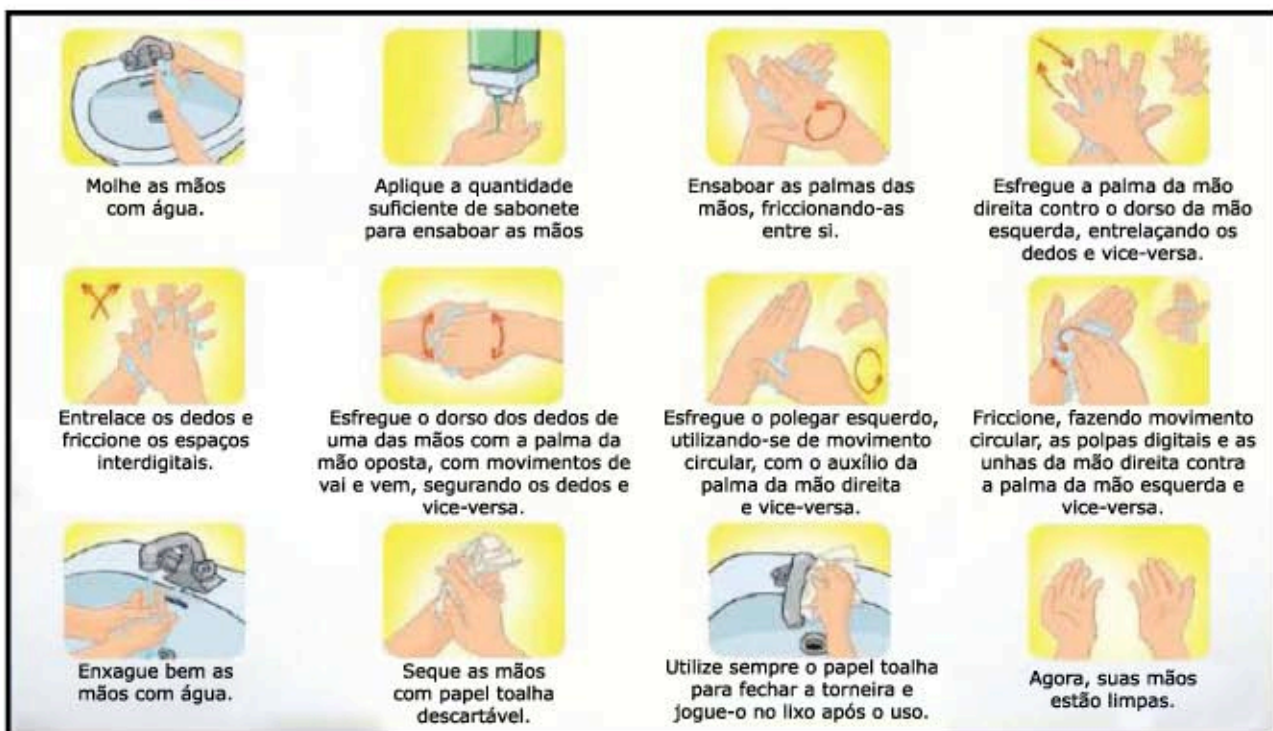 Molhe as mãos
com água.
Aplique a quantidade
suficiente de sabonete
para ensaboar as mãos
Ensaboar as palmas das
mãos, friccionando-as
entre si.
Esfregue a palma da mão
direita contro o dorso da mão
esquerda, entrelaçando os
dedos e vice-versa.
Entrelace os dedos e
friccione os espaços
interdigitais.
Esfregue o dorso dos dedos de
uma das mãos com a palma da
mão oposta, com movimentos de
vai e vem, segurando os dedos e
vice-versa.
Esfregue o polegar esquerdo,
utilizando-se de movimento
circular, com o auxílio da
palma da mão direita
e vice-versa.
Friccione, fazendo movimento
circular, as polpas digitais e as
unhas da mão direita contra
a palma da mão esquerda e
vice-versa.
Enxague bem as
mãos com água.
Seque as mãos
com papel toalha
descartável.
Utilize sempre o papel toalha
para fechar a torneira e
jogue-o no lixo após o uso.
Agora, suas mãos
estão limpas.